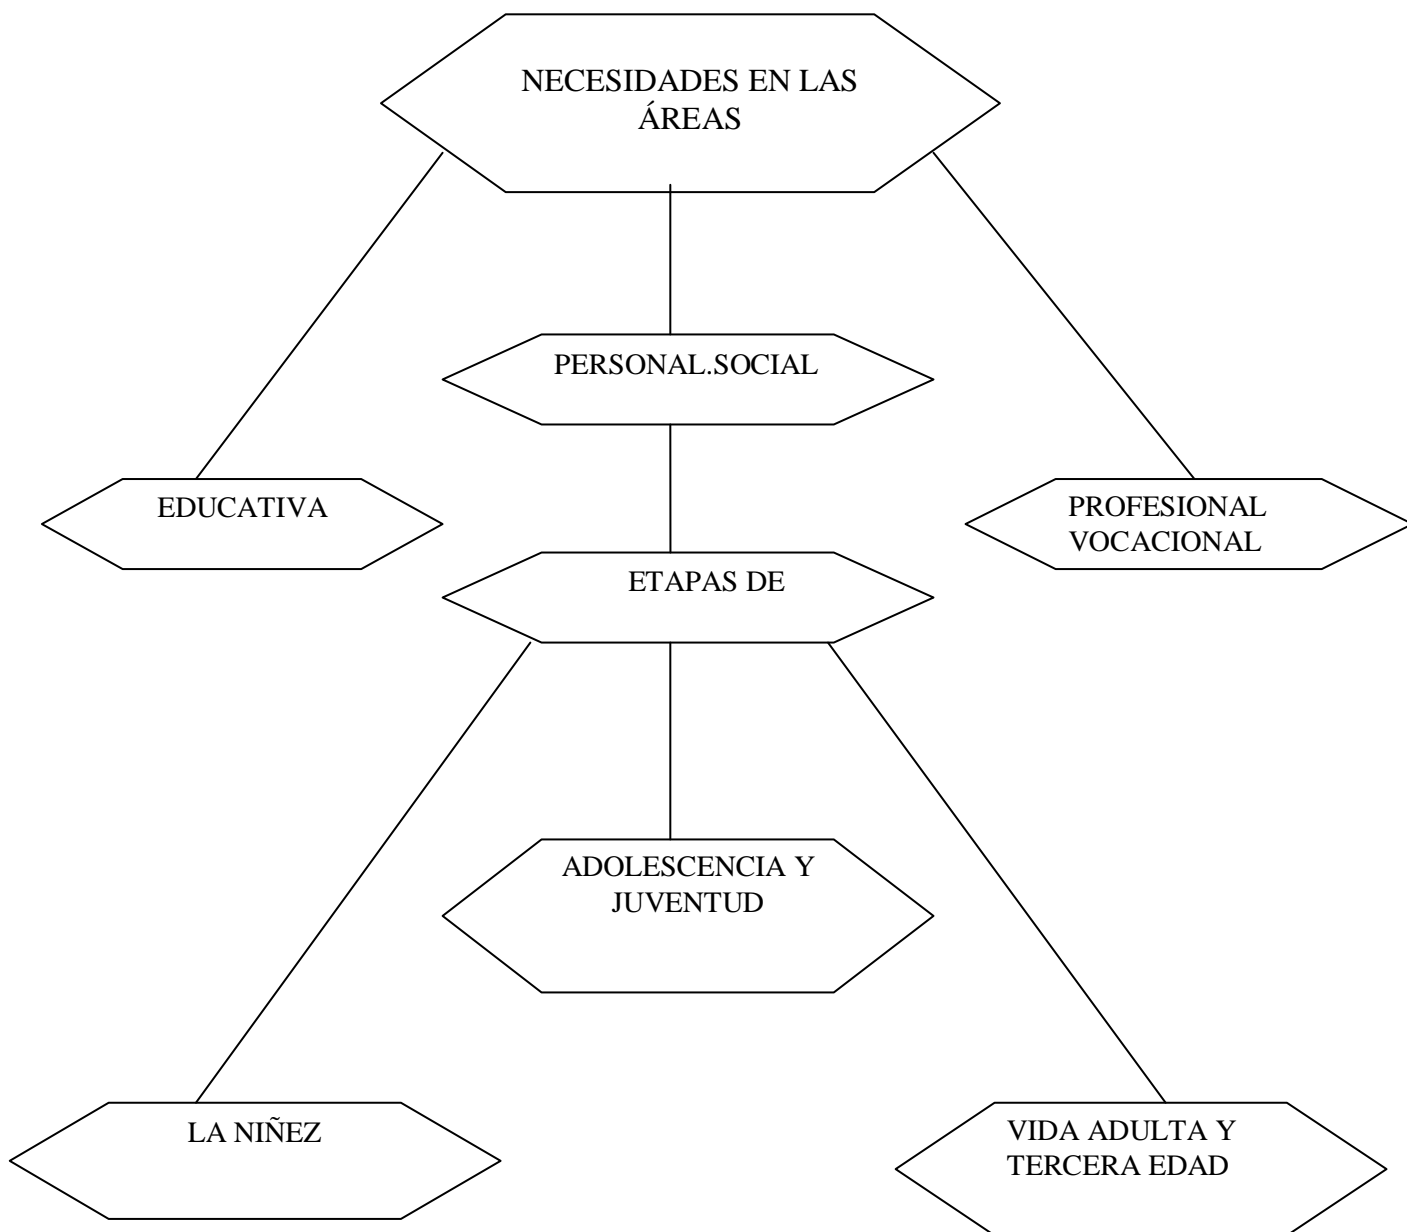 NECESIDADES EN LAS
ÁREAS
PERSONAL.SOCIAL
EDUCATIVA
PROFESIONAL
VOCACIONAL
ETAPAS DE
ADOLESCENCIA Y
JUVENTUD
LA NIÑEZ
VIDA ADULTA Y
TERCERA EDAD